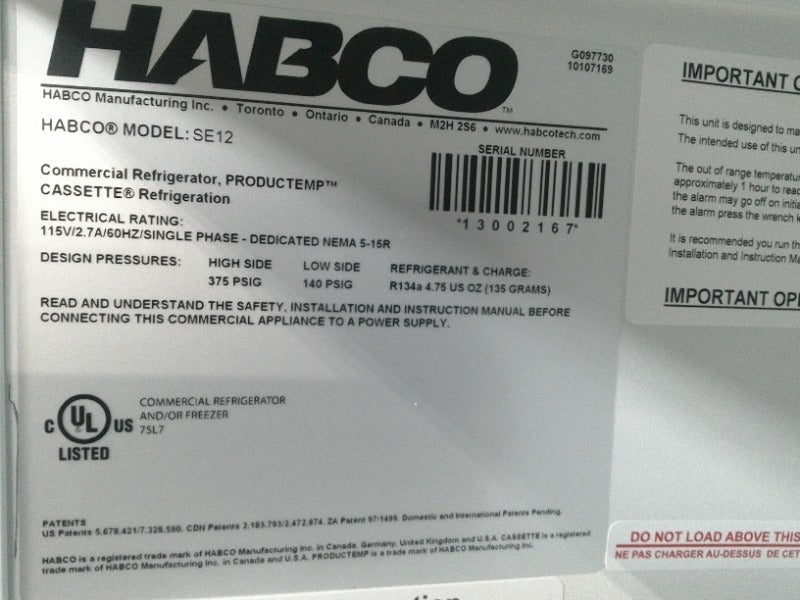 HABCO™
G097730
10107169
HABCO Manufacturing Inc. • Toronto • Ontario • Canada • M2H 2S6 • www.habcotech.com
HABCO® MODEL: SE12
SERIAL NUMBER
*13002167*
Commercial Refrigerator, PRODUCTEMP™
CASSETTE® Refrigeration
ELECTRICAL RATING:
115V/2.7A/60HZ/SINGLE PHASE - DEDICATED NEMA 5-15R
DESIGN PRESSURES: HIGH SIDE LOW SIDE REFRIGERANT & CHARGE:
375 PSIG 140 PSIG R134a 4.75 US OZ (135 GRAMS)
READ AND UNDERSTAND THE SAFETY, INSTALLATION AND INSTRUCTION MANUAL BEFORE
CONNECTING THIS COMMERCIAL APPLIANCE TO A POWER SUPPLY.
C UL US
LISTED
COMMERCIAL REFRIGERATOR
AND/OR FREEZER
7SL7
PATENTS
US Patents 5.678.421/7.328.590. CDN Patents 2.183.793/2.472.874. ZA Patent 97/1499. Domestic and International Patents Pending.
HABCO is a registered trade mark of HABCO Manufacturing Inc. in Canada, Germany, United Kingdom and U.S.A. CASSETTE is a registered
trade mark of HABCO Manufacturing Inc. in Canada and U.S.A. PRODUCTEMP is a trade mark of HABCO Manufacturing Inc.
IMPORTANT
This unit is designed to
The intended use of this
The out of range
approximately 1 hour to
the alarm may go off on
the alarm press the wrench
It is recommended you run
Installation and Instruction
IMPORTANT
DO NOT LOAD ABOVE THIS
NE PAS CHARGER AU-DESSUS DE